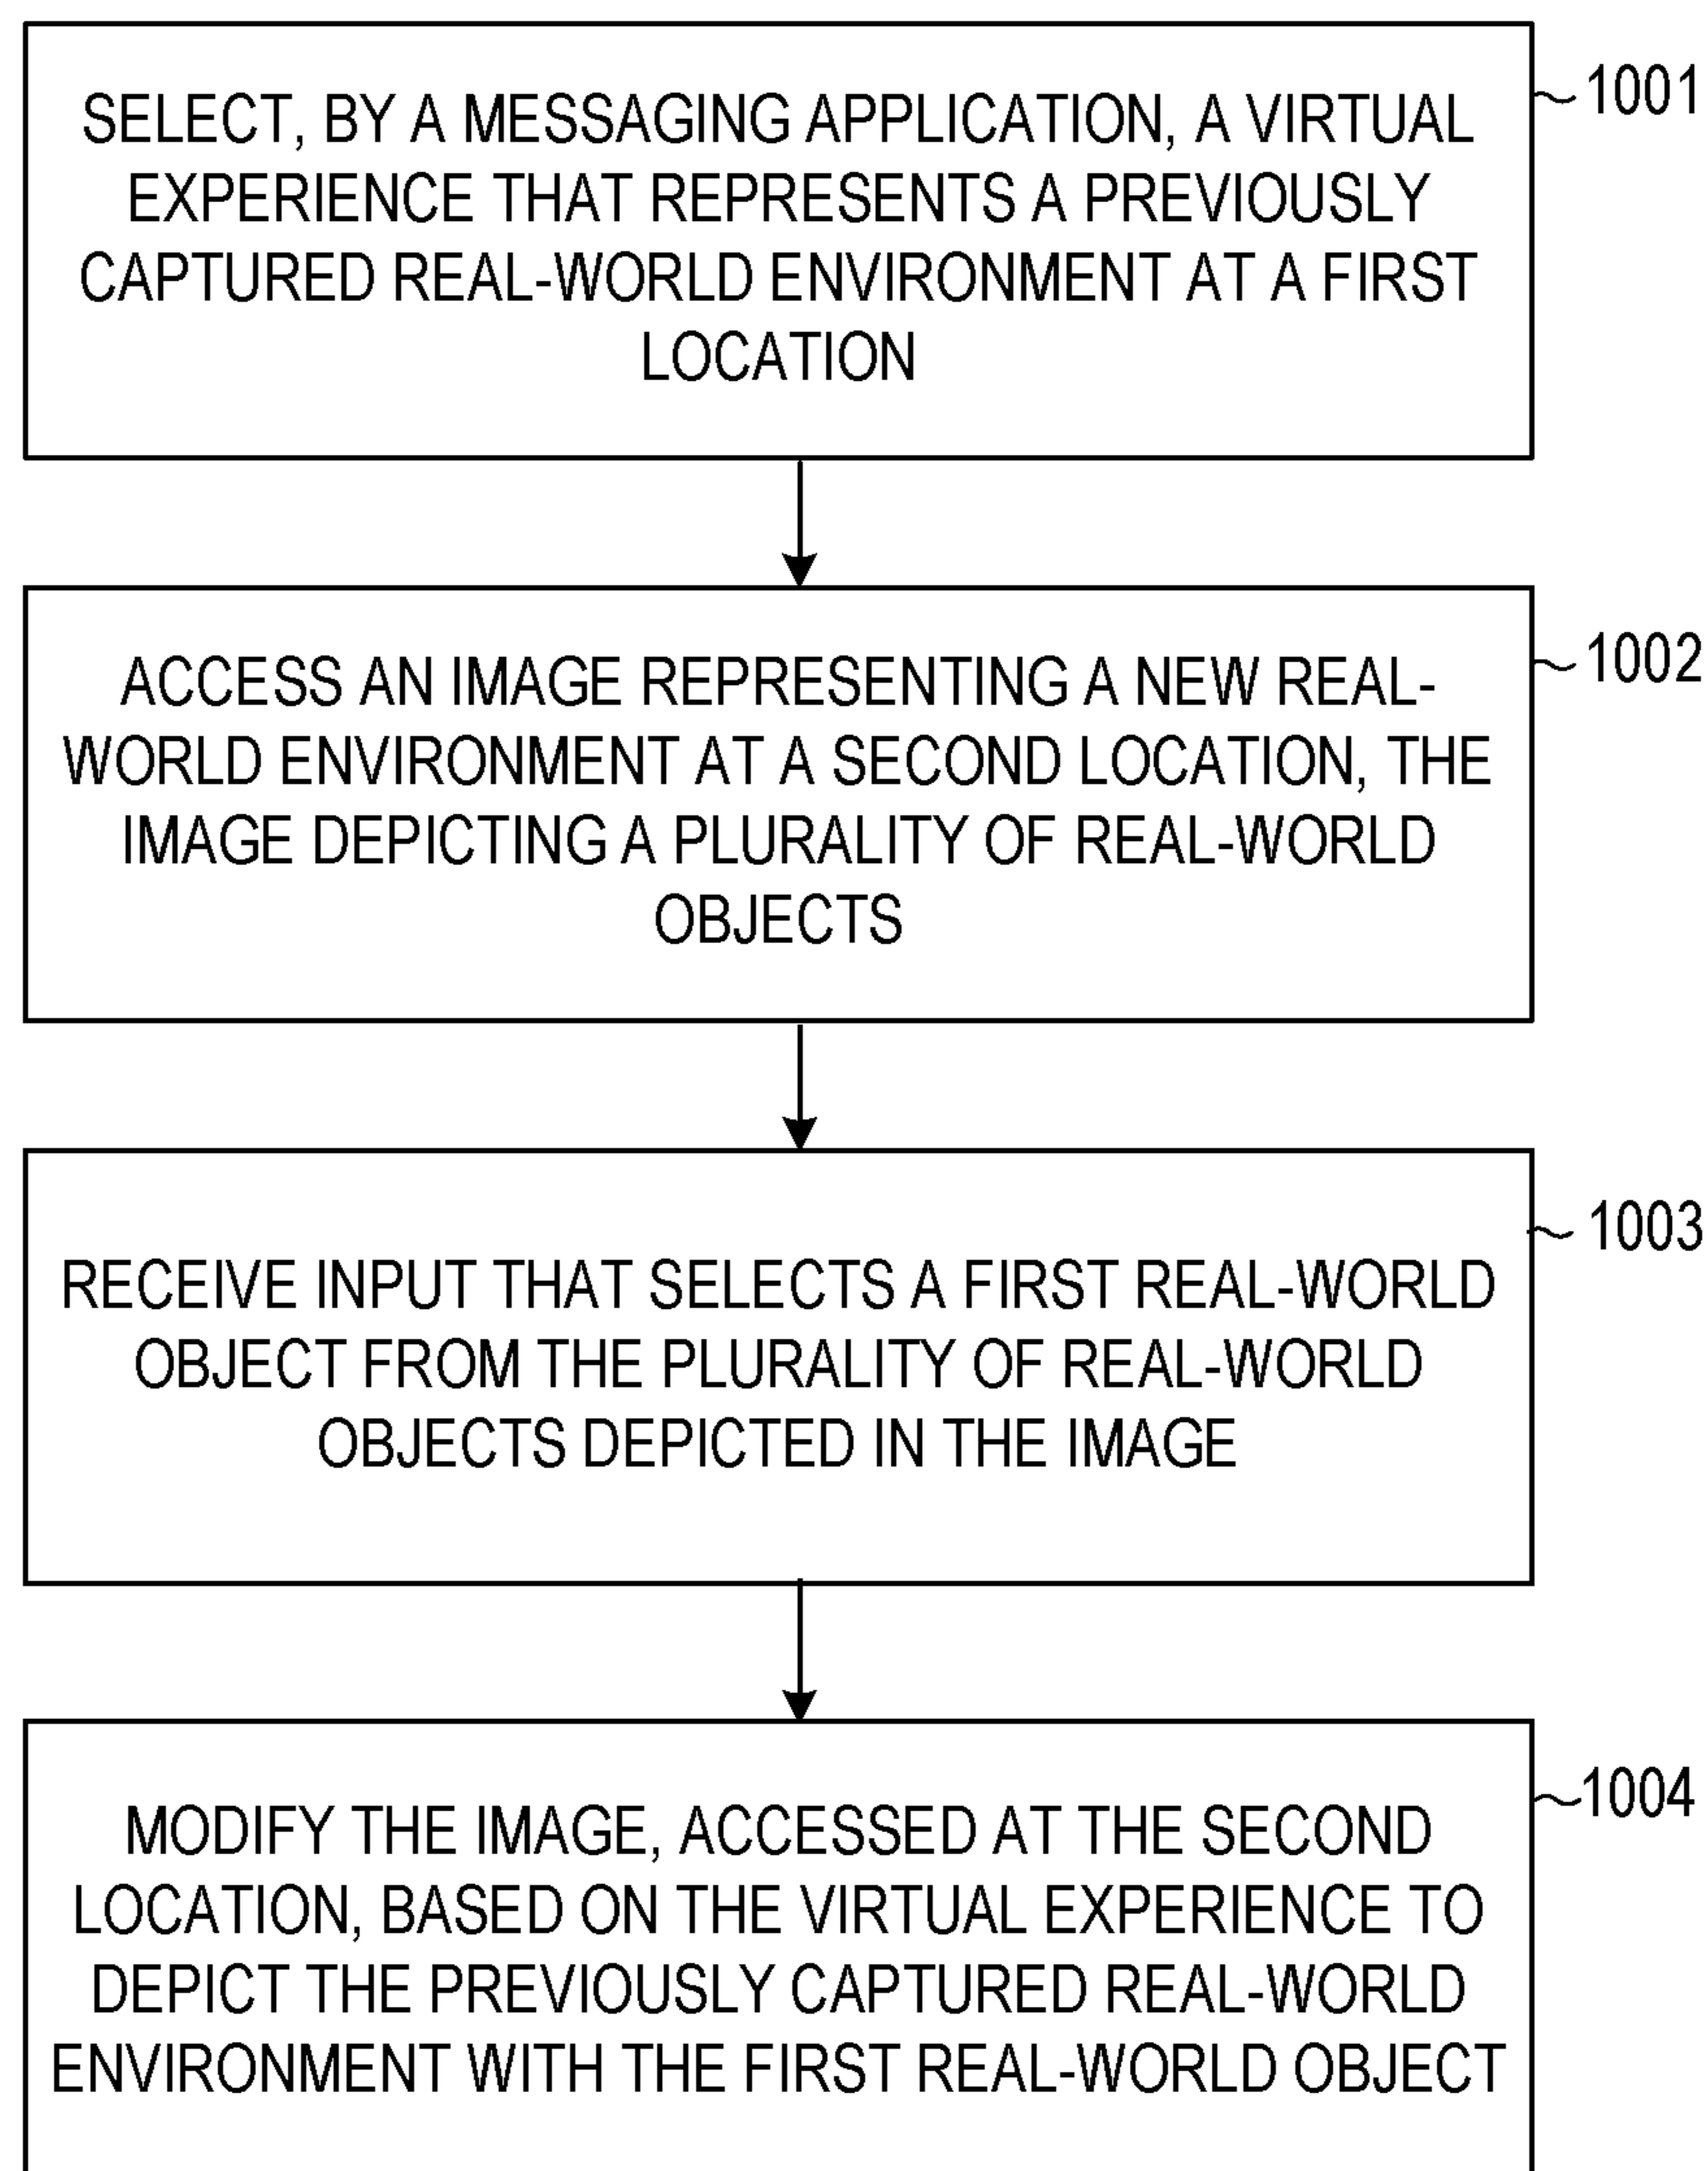 SELECT, BY A MESSAGING APPLICATION, A VIRTUAL
EXPERIENCE THAT REPRESENTS A PREVIOUSLY
CAPTURED REAL-WORLD ENVIRONMENT AT A FIRST
LOCATION
1001
ACCESS AN IMAGE REPRESENTING A NEW REAL-
WORLD ENVIRONMENT AT A SECOND LOCATION, THE
IMAGE DEPICTING A PLURALITY OF REAL-WORLD
OBJECTS
1002
RECEIVE INPUT THAT SELECTS A FIRST REAL-WORLD
OBJECT FROM THE PLURALITY OF REAL-WORLD
OBJECTS DEPICTED IN THE IMAGE
1003
MODIFY THE IMAGE, ACCESSED AT THE SECOND
LOCATION, BASED ON THE VIRTUAL EXPERIENCE TO
DEPICT THE PREVIOUSLY CAPTURED REAL-WORLD
ENVIRONMENT WITH THE FIRST REAL-WORLD OBJECT
1004